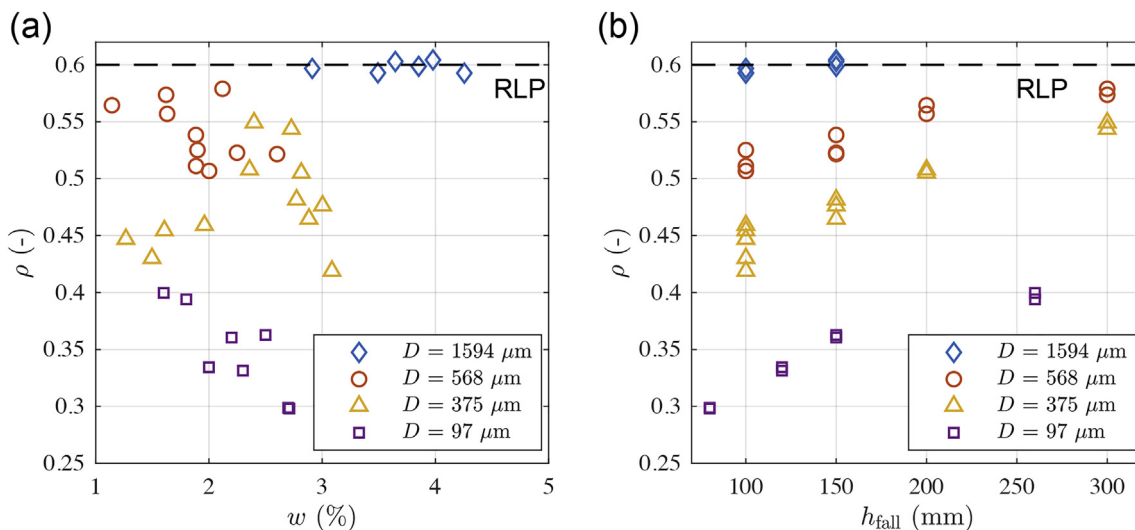 (a)
0.6
0.55
0.5
0.45
0.4
0.35
0.3
0.25
ρ (-)
RLP
D = 1594 μm
D = 568 μm
D = 375 μm
D = 97 μm
1 2 3 4 5
w (%)
(b)
0.6
0.55
0.5
0.45
0.4
0.35
0.3
0.25
ρ (-)
RLP
D = 1594 μm
D = 568 μm
D = 375 μm
D = 97 μm
100 150 200 250 300
h_fall (mm)